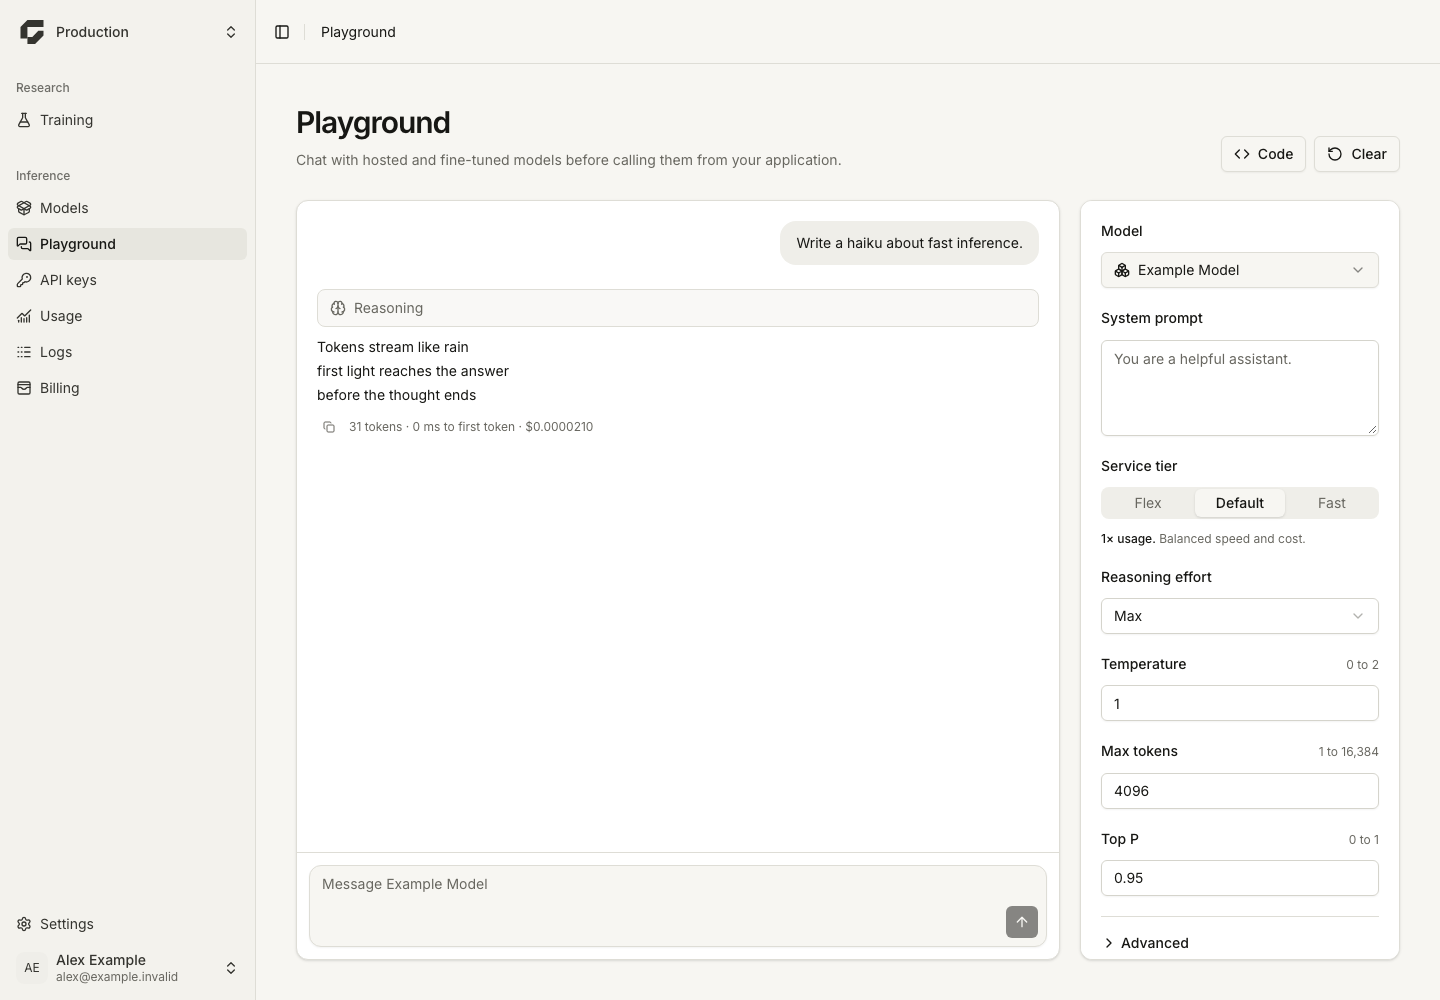 Production
Research
Training
Inference
Models
Playground
API keys
Usage
Logs
Billing
Settings
AE
Alex Example
alex@example.invalid
Playground
Playground
Chat with hosted and fine-tuned models before calling them from your application.
Code
Clear
Write a haiku about fast inference.
Reasoning
Tokens stream like rain
first light reaches the answer
before the thought ends
31 tokens · 0 ms to first token · $0.0000210
Message Example Model
Model
Example Model
System prompt
You are a helpful assistant.
Service tier
Flex Default Fast
1× usage. Balanced speed and cost.
Reasoning effort
Max
Temperature 0 to 2
1
Max tokens 1 to 16,384
4096
Top P 0 to 1
0.95
Advanced